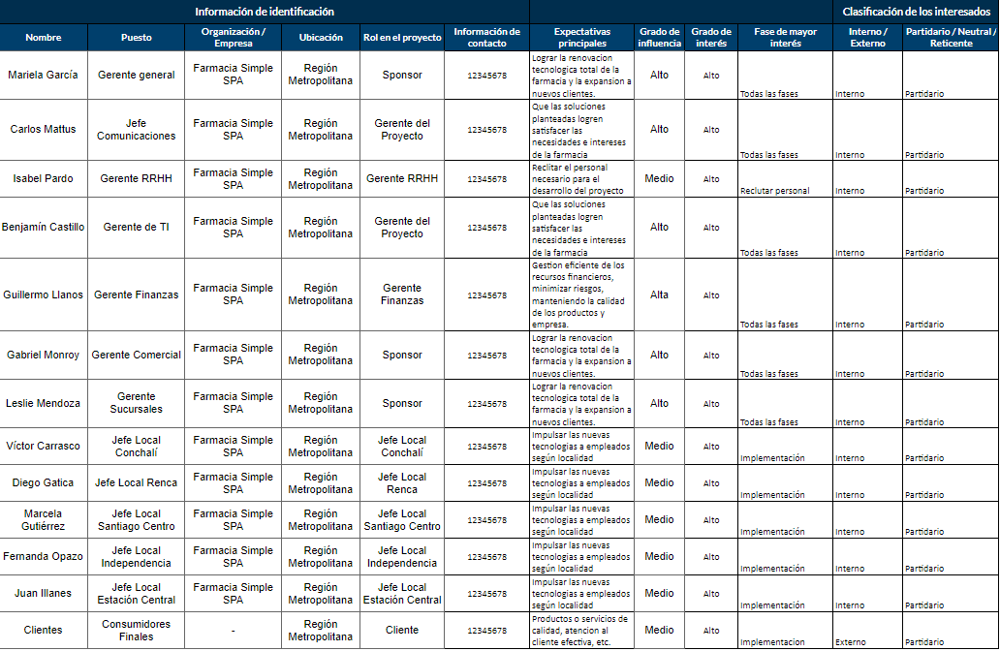 Información de identificación
Clasificación de los interesados
Nombre
Puesto
Organización /
Empresa
Ubicación
Rol en el proyecto
Información de
contacto
Expectativas
principales
Grado de
influencia
Grado de
interés
Fase de mayor
interés
Interno /
Externo
Partidario / Neutral /
Reticente
Mariela García
Gerente general
Farmacia Simple
SPA
Región
Metropolitana
Sponsor
12345678
Lograr la renovacion
tecnologica total de la
farmacia y la expansion a
nuevos clientes.
Alto
Alto
Todas las fases
Interno
Partidario
Carlos Mattus
Jefe
Comunicaciones
Farmacia Simple
SPA
Región
Metropolitana
Gerente del
Proyecto
12345678
Que las soluciones
planteadas logren
satisfacer las
necesidades e intereses
de la farmacia
Alto
Alto
Todas las fases
Interno
Partidario
Isabel Pardo
Gerente RRHH
Farmacia Simple
SPA
Región
Metropolitana
Gerente RRHH
12345678
Reclitar el personal
necesario para el
desarrollo del proyecto
Medio
Alto
Reclutar personal
Interno
Partidario
Benjamín Castillo
Gerente de TI
Farmacia Simple
SPA
Región
Metropolitana
Gerente del
Proyecto
12345678
Que las soluciones
planteadas logren
satisfacer las
necesidades e intereses
de la farmacia
Alto
Alto
Todas las fases
Interno
Partidario
Guillermo Llanos
Gerente Finanzas
Farmacia Simple
SPA
Región
Metropolitana
Gerente
Finanzas
12345678
Gestion eficiente de los
recursos financieros,
minimizar riesgos,
manteniendo la calidad
de los productos y
empresa.
Alta
Alto
Todas las fases
Interno
Partidario
Gabriel Monroy
Gerente Comercial
Farmacia Simple
SPA
Región
Metropolitana
Sponsor
12345678
Lograr la renovacion
tecnologica total de la
farmacia y la expansion a
nuevos clientes.
Alto
Alto
Todas las fases
Interno
Partidario
Leslie Mendoza
Gerente
Sucursales
Farmacia Simple
SPA
Región
Metropolitana
Sponsor
12345678
Lograr la renovacion
tecnologica total de la
farmacia y la expansion a
nuevos clientes.
Alto
Alto
Todas las fases
Interno
Partidario
Víctor Carrasco
Jefe Local
Conchalí
Farmacia Simple
SPA
Región
Metropolitana
Jefe Local
Conchalí
12345678
Impulsar las nuevas
tecnologias a empleados
según localidad
Medio
Alto
Implementación
Interno
Partidario
Diego Gatica
Jefe Local Renca
Farmacia Simple
SPA
Región
Metropolitana
Jefe Local
Renca
12345678
Impulsar las nuevas
tecnologias a empleados
según localidad
Medio
Alto
Implementación
Interno
Partidario
Marcela
Gutiérrez
Jefe Local
Santiago Centro
Farmacia Simple
SPA
Región
Metropolitana
Jefe Local
Santiago Centro
12345678
Impulsar las nuevas
tecnologias a empleados
según localidad
Medio
Alto
Implementación
Interno
Partidario
Fernanda Opazo
Jefe Local
Independencia
Farmacia Simple
SPA
Región
Metropolitana
Jefe Local
Independencia
12345678
Impulsar las nuevas
tecnologias a empleados
según localidad
Medio
Alto
Implementación
Interno
Partidario
Juan Illanes
Jefe Local
Estación Central
Farmacia Simple
SPA
Región
Metropolitana
Jefe Local
Estación Central
12345678
Impulsar las nuevas
tecnologias a empleados
según localidad
Medio
Alto
Implementación
Interno
Partidario
Clientes
Consumidores
Finales
-
Región
Metropolitana
Cliente
12345678
Productos o servicios de
calidad, atencion al
cliente efectiva, etc.
Medio
Alto
Implementacion
Externo
Partidario